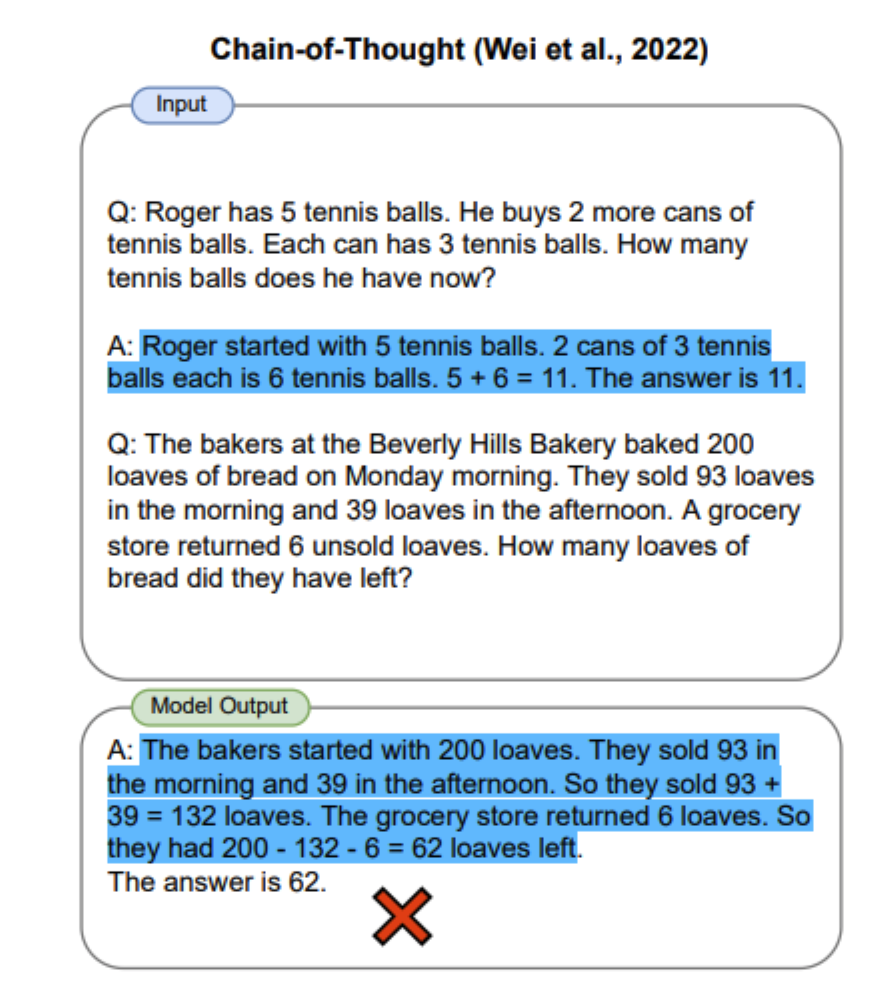 Chain-of-Thought (Wei et al., 2022)
Input
Q: Roger has 5 tennis balls. He buys 2 more cans of
tennis balls. Each can has 3 tennis balls. How many
tennis balls does he have now?
A: Roger started with 5 tennis balls. 2 cans of 3 tennis
balls each is 6 tennis balls. 5 + 6 = 11. The answer is 11.
Q: The bakers at the Beverly Hills Bakery baked 200
loaves of bread on Monday morning. They sold 93 loaves
in the morning and 39 loaves in the afternoon. A grocery
store returned 6 unsold loaves. How many loaves of
bread did they have left?
Model Output
A: The bakers started with 200 loaves. They sold 93 in
the morning and 39 in the afternoon. So they sold 93 +
39 = 132 loaves. The grocery store returned 6 loaves. So
they had 200 - 132 - 6 = 62 loaves left.
The answer is 62.